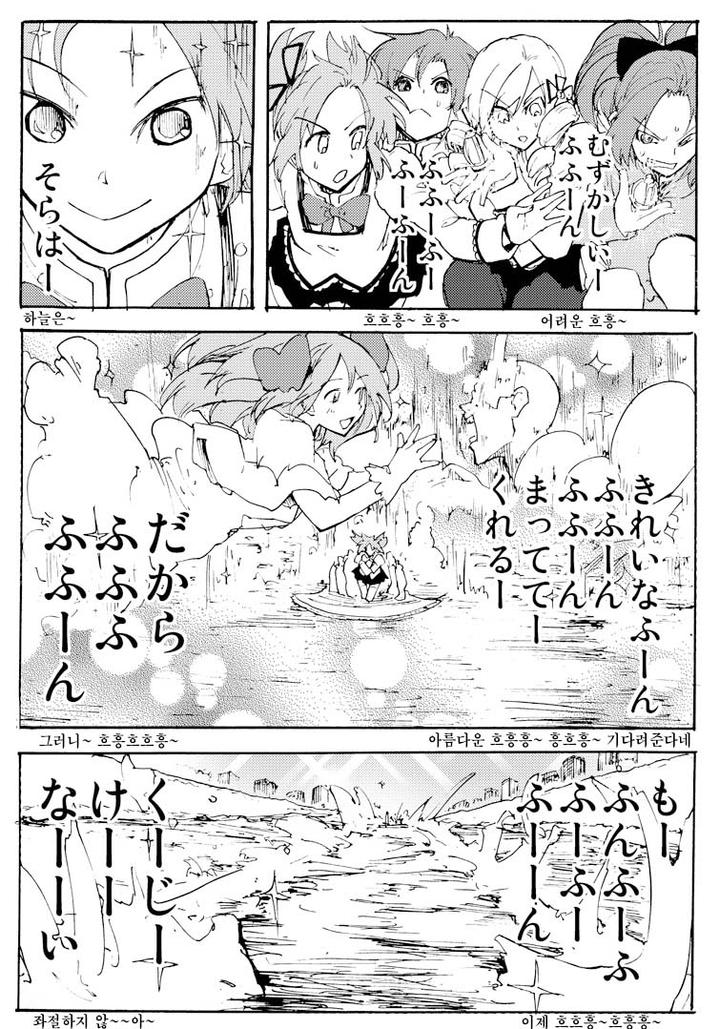 むずかしいー
ふふーん
ふふーふふー
ふーふーん
そらはー
어려운 흐흥~
흐흐흥~ 흐흥~
하늘은~
きれいなふーん
ふふーん
ふふーん
まっててー
くれるー
だから
ふふふ
ふふーん
아름다운 흐흥흥~ 흥흐흥~ 기다려준다네
그러니~ 흐흥흐흐흥~
もー
ふんふーふ
ふーふー
ふーーん
くーじー
けーー
なーーい
이제 흐흐흥~흐흥흥~
좌절하지 않~~아~